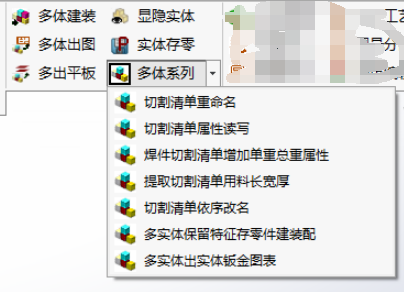 多体建装 显隐实体 工艺
多体出图 实体存零
多出平板 多体系列
切割清单重命名
切割清单属性读写
焊件切割清单增加单重总重属性
提取切割清单用料长宽厚
切割清单依序改名
多实体保留特征存零件建装配
多实体出实体钣金图表